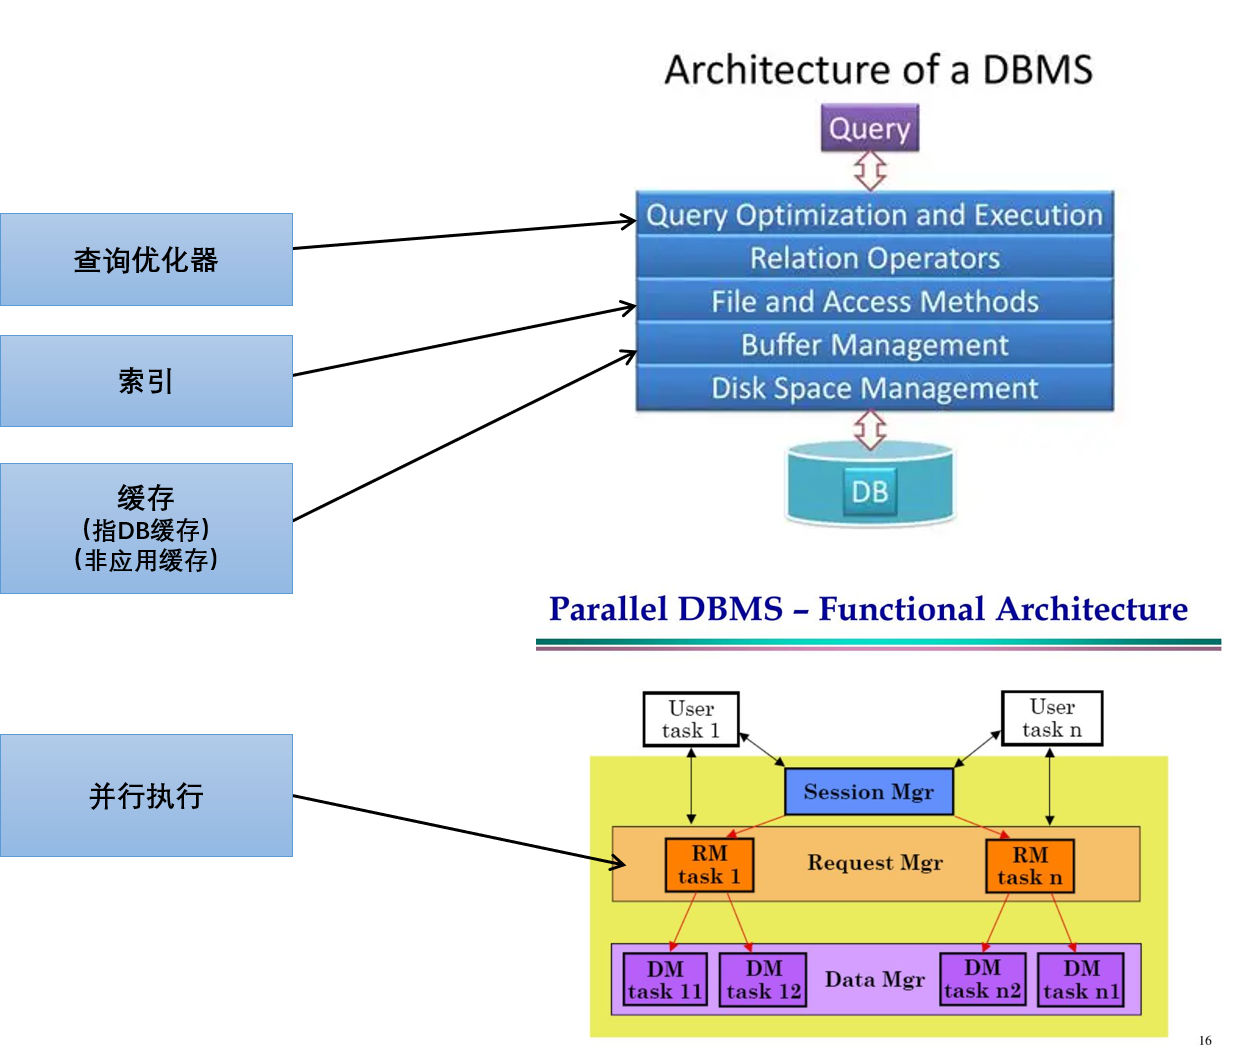 Architecture of a DBMS
Query
Query Optimization and Execution
Relation Operators
File and Access Methods
Buffer Management
Disk Space Management
DB
查询优化器
索引
缓存
(指DB缓存)
(非应用缓存)
Parallel DBMS – Functional Architecture
User
task 1
User
task n
Session Mgr
RM
task 1
Request Mgr
RM
task n
DM
task 11
DM
task 12
Data Mgr
DM
task n2
DM
task n1
并行执行
16